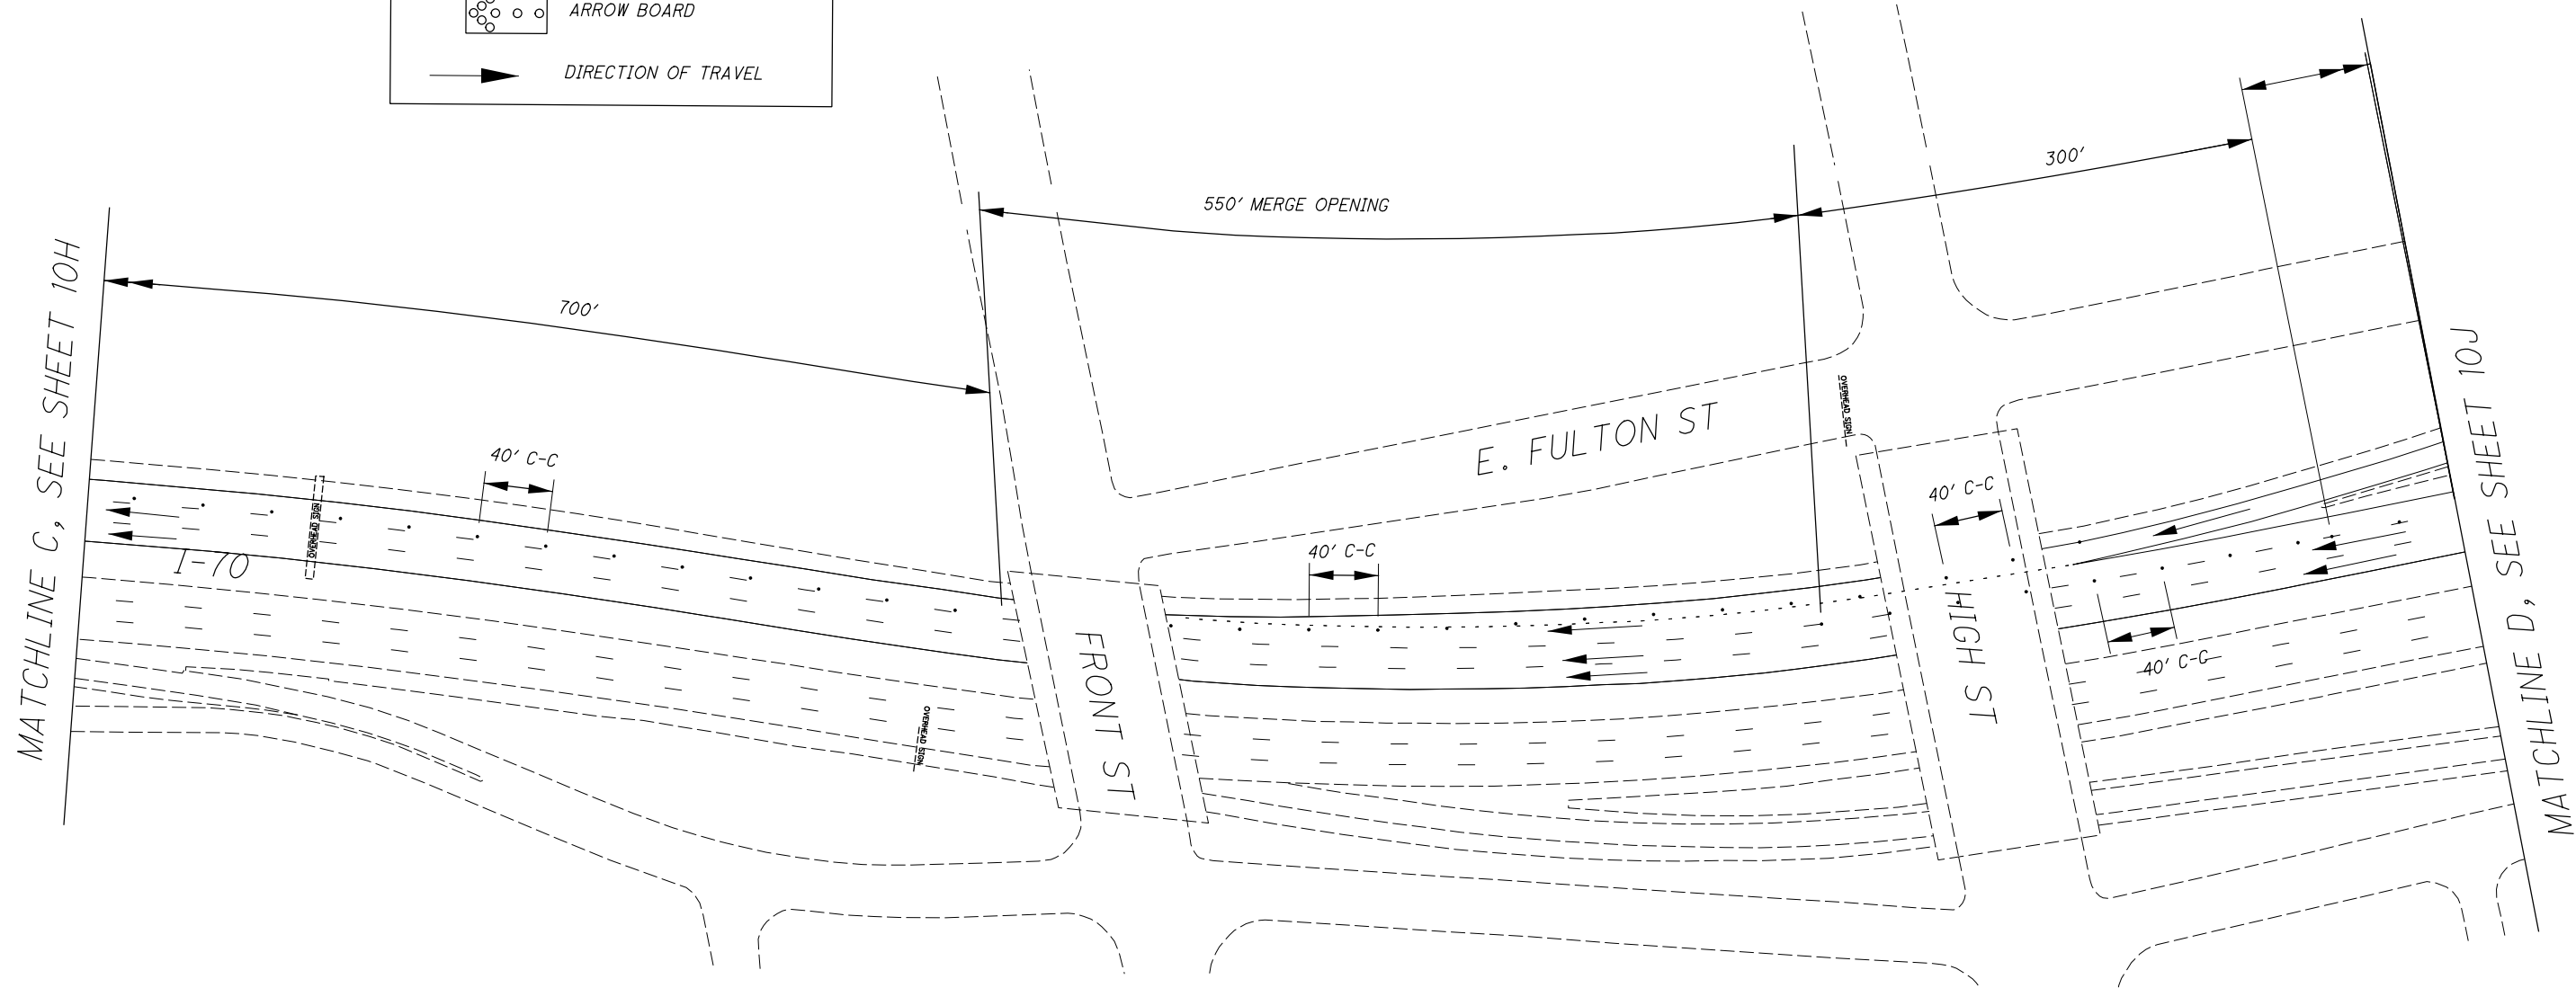 ARROW BOARD
DIRECTION OF TRAVEL
300'
550' MERGE OPENING
700'
MATCHLINE C, SEE SHEET 10H
MATCHLINE D, SEE SHEET 10J
OVERHEAD SIGN
E. FULTON ST
40' C-C
40' C-C
OVERHEAD SIGN
I-70
40' C-C
HIGH ST
FRONT ST
40' C-C
OVERHEAD SIGN